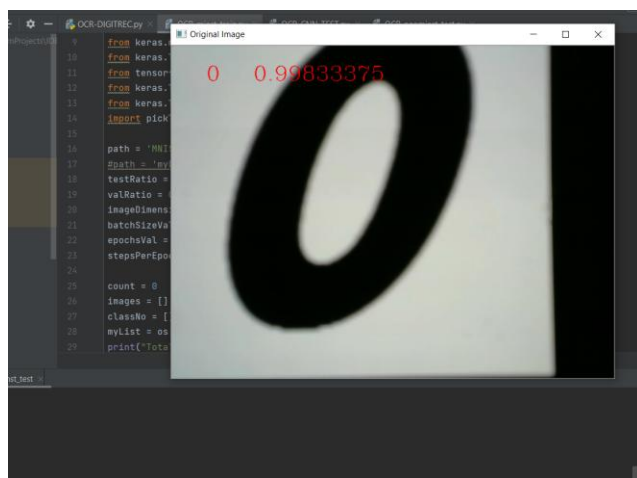 OCR-DIGITREC.py ×
Original Image
0 0.99833375
0
9 from keras.
10 from keras.
11 from tensor
12 from keras.
13 from keras.
14 import pick
15
16 path = 'MNI
17 #path = 'my
18 testRatio =
19 valRatio =
20 imageDimens
21 batchSizeVa
22 epochsVal =
23 stepsPerEpo
24
25 count = 0
26 images = []
27 classNo = [
28 myList = os
29 print("Tota
nst_test ×